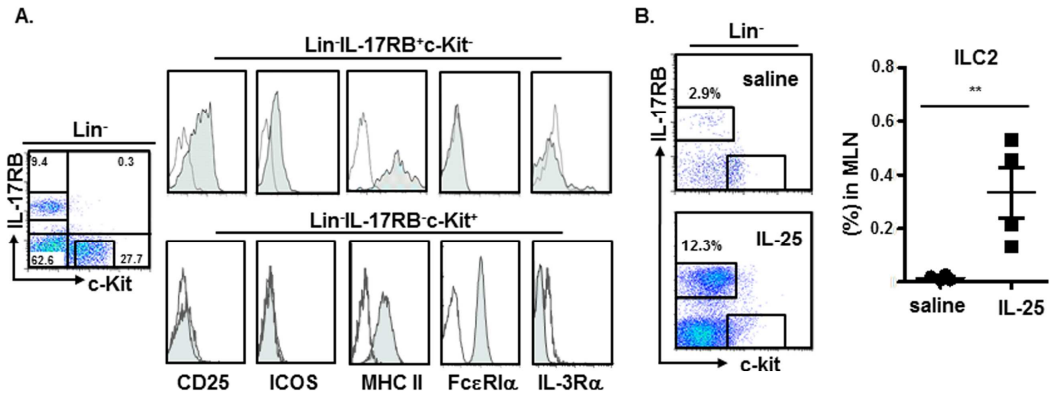 A.
Lin⁻IL-17RB⁺c-Kit⁻
Lin⁻
9.4
0.3
62.6
27.7
IL-17RB
c-Kit
Lin⁻IL-17RB⁻c-Kit⁺
CD25
ICOS
MHC II
FcεRIα
IL-3Rα
B.
Lin⁻
saline
2.9%
IL-17RB
IL-25
12.3%
c-kit
ILC2
**
0.8
0.6
0.4
0.2
(%) in MLN
saline
IL-25